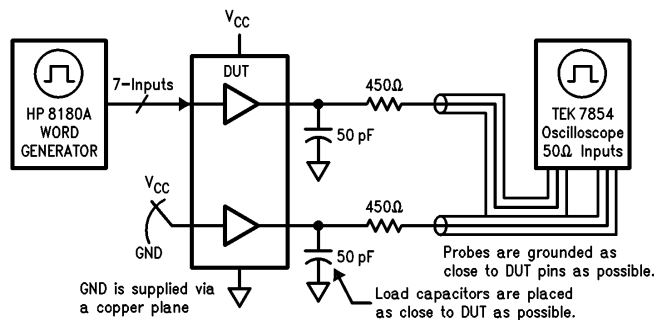 VCC
DUT
7-Inputs
HP 8180A
WORD
GENERATOR
450Ω
50 pF
TEK 7854
Oscilloscope
50Ω Inputs
VCC
GND
450Ω
50 pF
Probes are grounded as
close to DUT pins as possible.
GND is supplied via
a copper plane
Load capacitors are placed
as close to DUT as possible.